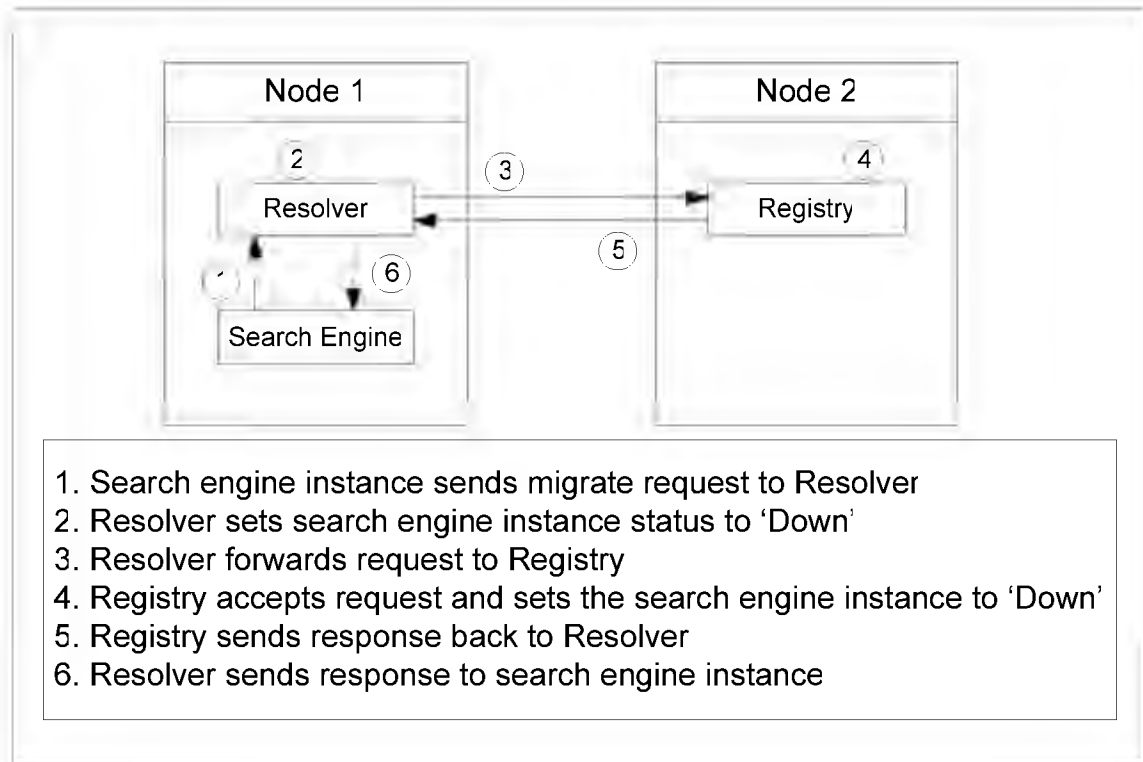 Node 1
Node 2
2
3
4
Resolver
Registry
5
1
6
Search Engine
1. Search engine instance sends migrate request to Resolver
2. Resolver sets search engine instance status to ‘Down’
3. Resolver forwards request to Registry
4. Registry accepts request and sets the search engine instance to ‘Down’
5. Registry sends response back to Resolver
6. Resolver sends response to search engine instance